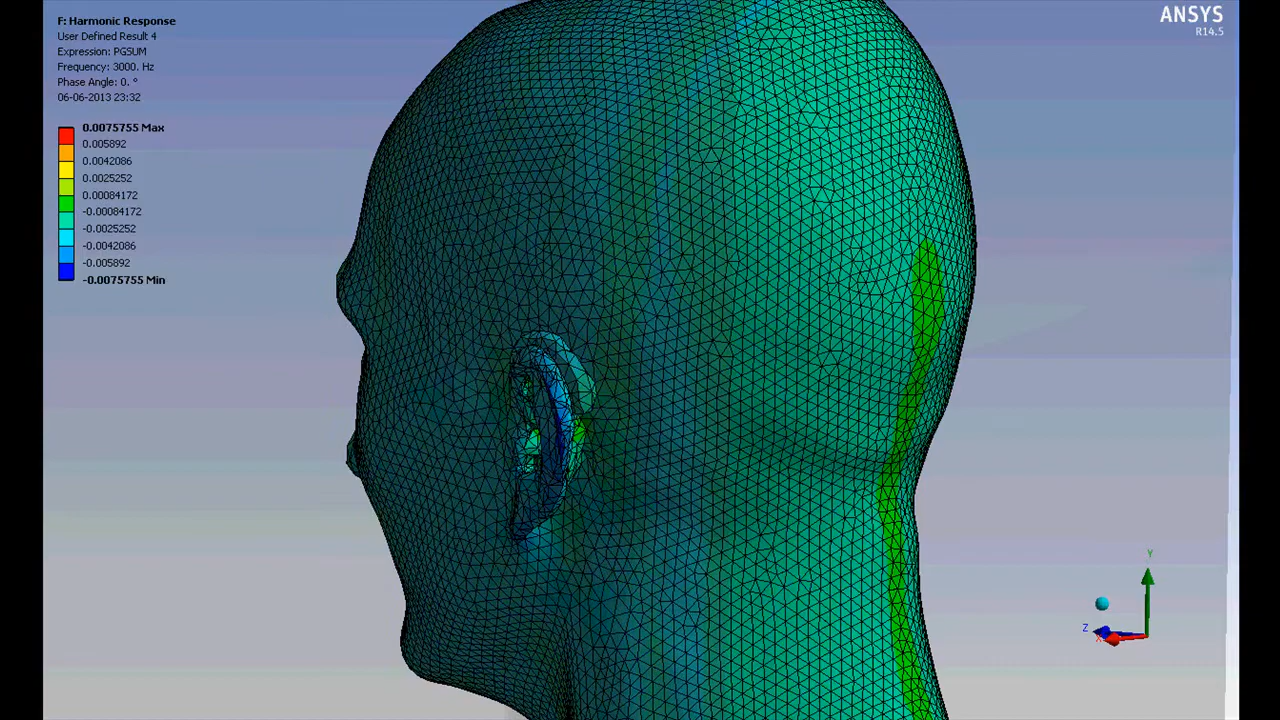 F: Harmonic Response
User Defined Result 4
Expression: PGSUM
Frequency: 3000. Hz
Phase Angle: 0. °
06-06-2013 23:32
0.0075755 Max
0.005892
0.0042086
0.0025252
0.00084172
-0.00084172
-0.0025252
-0.0042086
-0.005892
-0.0075755 Min
ANSYS
R14.5
Y
Z
X